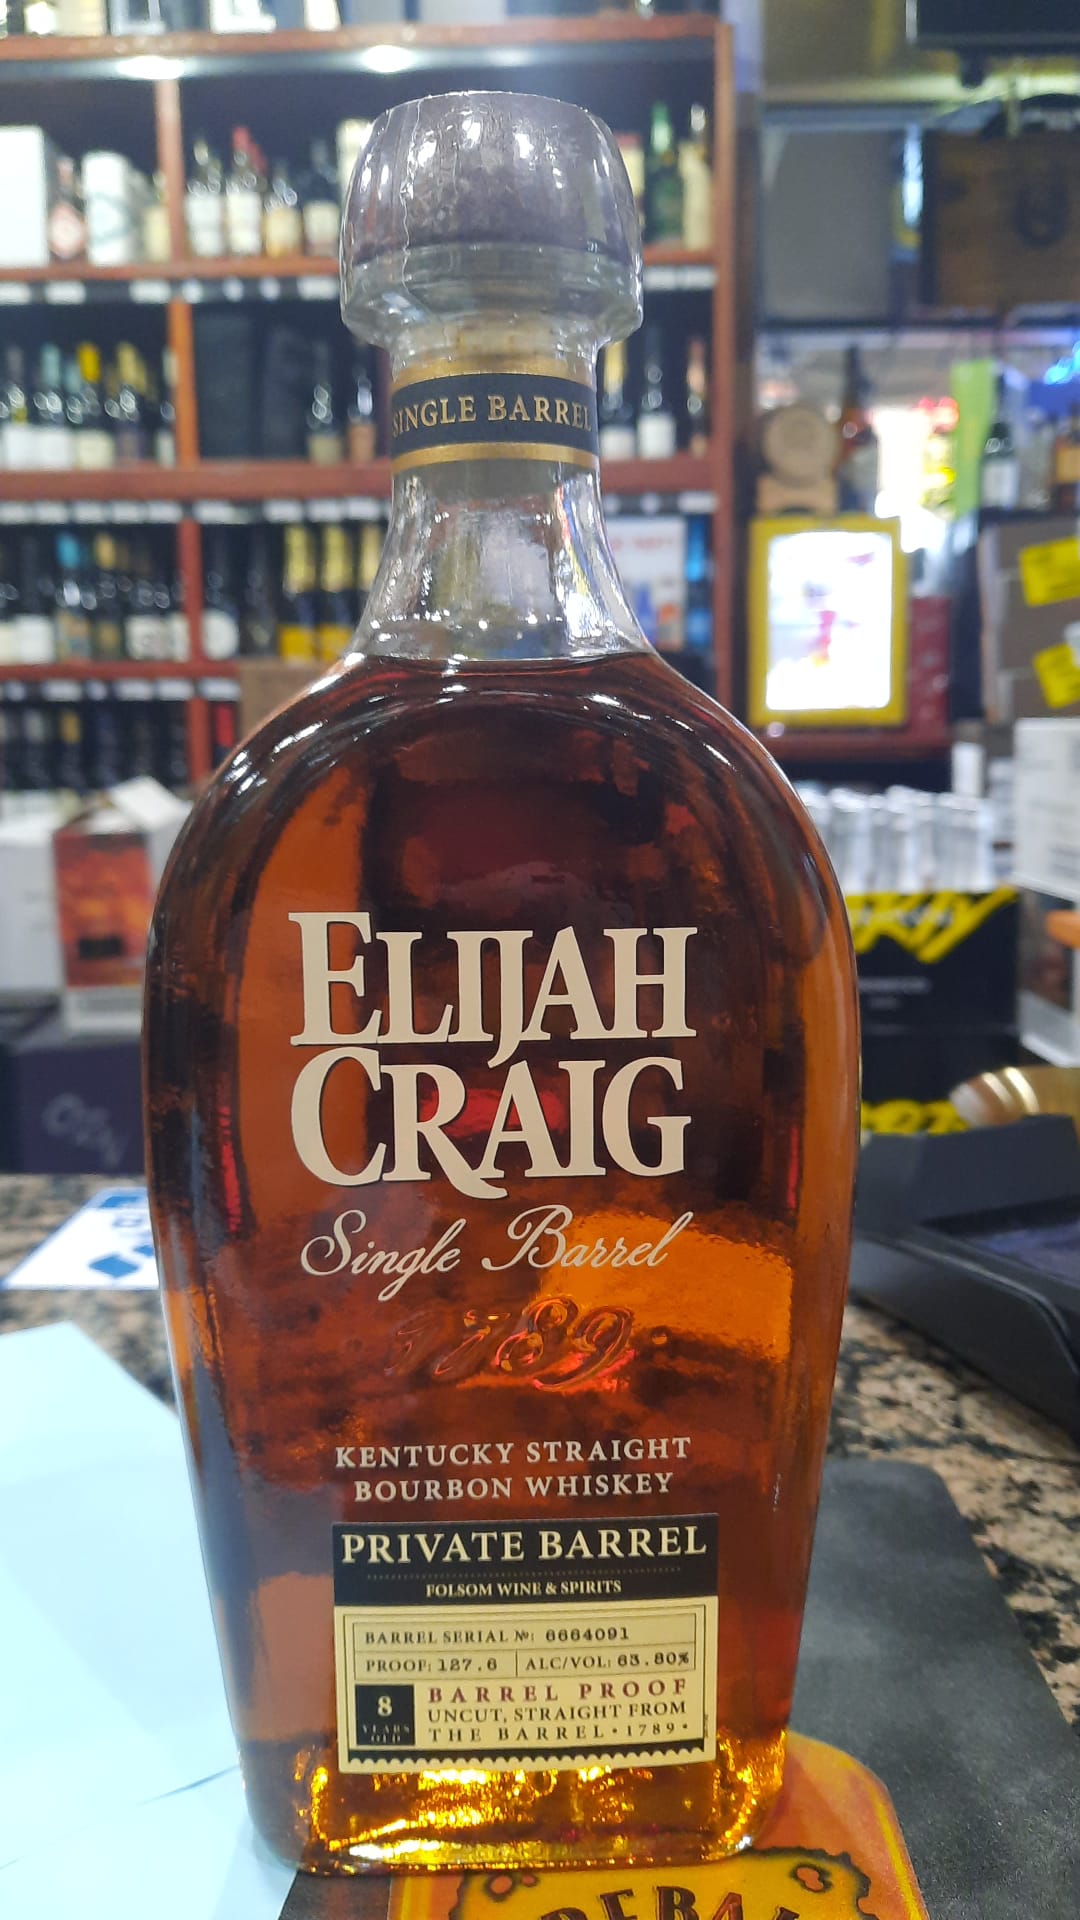 SINGLE BARREL
ELIJAH
CRAIG
Single Barrel
1789
KENTUCKY STRAIGHT
BOURBON WHISKEY
PRIVATE BARREL
FOLSOM WINE & SPIRITS
BARREL SERIAL №: 6664091
PROOF: 127.6 ALC/VOL: 63.80%
8 YEARS OLD
BARREL PROOF
UNCUT, STRAIGHT FROM
THE BARREL • 1789 •